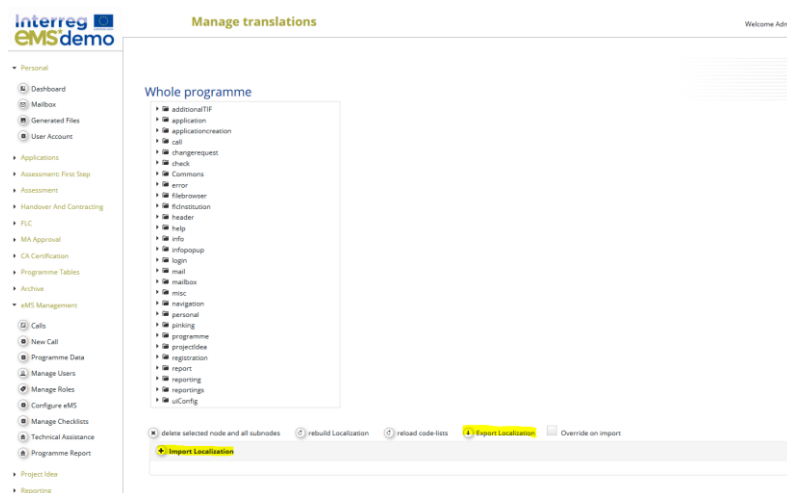 Interreg
eMS demo
Manage translations
Welcome Adm
Personal
Dashboard
Mailbox
Generated Files
User Account
Applications
Assessment: First Step
Assessment
Handover And Contracting
FLC
MA Approval
CA Certification
Programme Tables
Archive
eMS Management
Calls
New Call
Programme Data
Manage Users
Manage Roles
Configure eMS
Manage Checklists
Technical Assistance
Programme Report
Project Idea
Reporting
Whole programme
additionalTIF
application
applicationcreation
call
changerequest
check
Commons
error
filebrowser
flcInstitution
header
help
info
infopopup
login
mail
mailbox
misc
navigation
personal
pinking
programme
projectIdea
registration
report
reporting
reportings
uiConfig
delete selected node and all subnodes rebuild Localization reload code-lists Export Localization Override on import
Import Localization